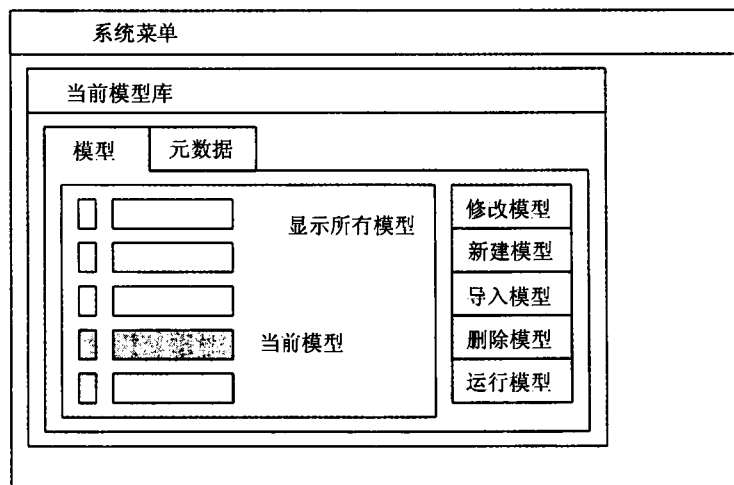 系统菜单
当前模型库
模型
元数据
显示所有模型
当前模型
修改模型
新建模型
导入模型
删除模型
运行模型